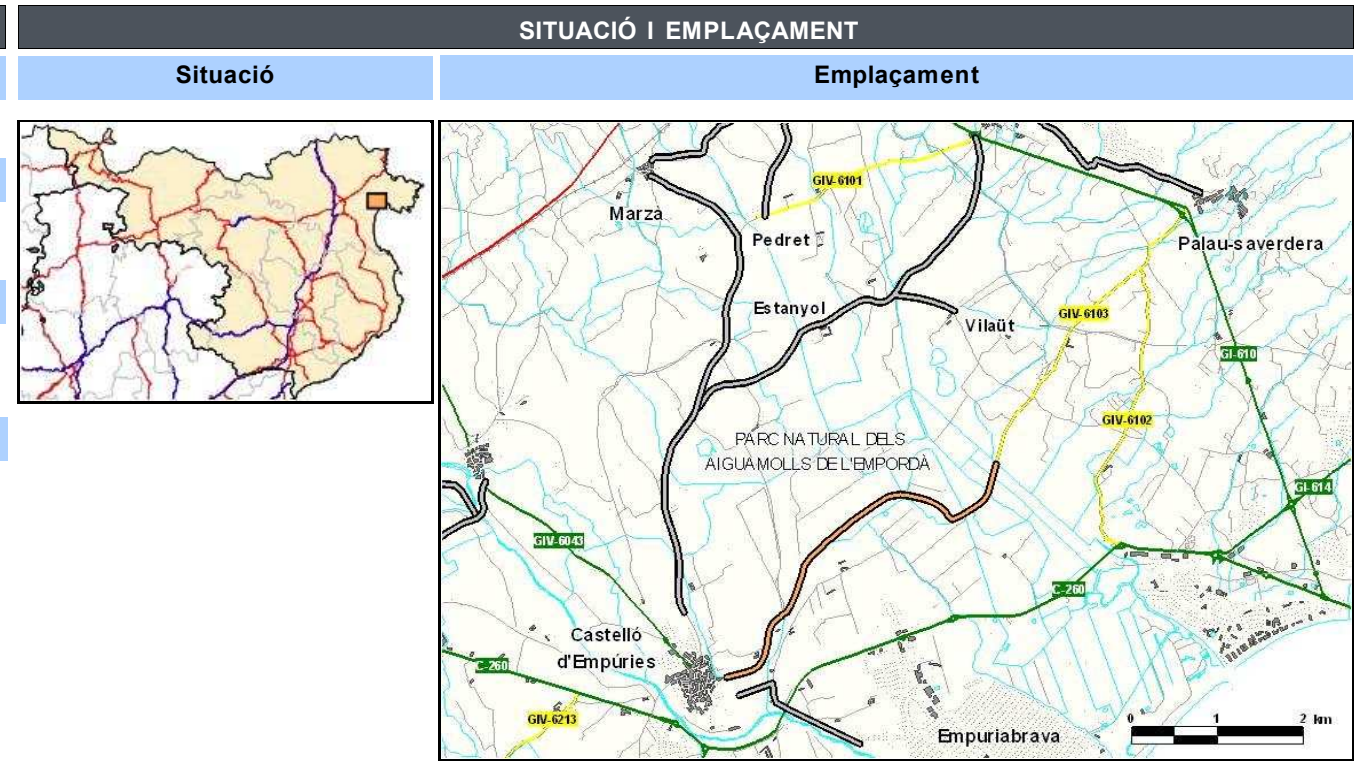 SITUACIÓ I EMPLAÇAMENT
Situació
Emplaçament
GIV-6101
Marzà
Pedret
Palau-saverdera
Estanyol
Vilaüt
GIV-6103
GI-610
GIV-6102
PARC NATURAL DELS
AIGUAMOLLS DE L'EMPORDÀ
GI-614
GIV-6043
C-260
Castelló
d'Empúries
C-260
GIV-6213
Empuriabrava
0 1 2 km